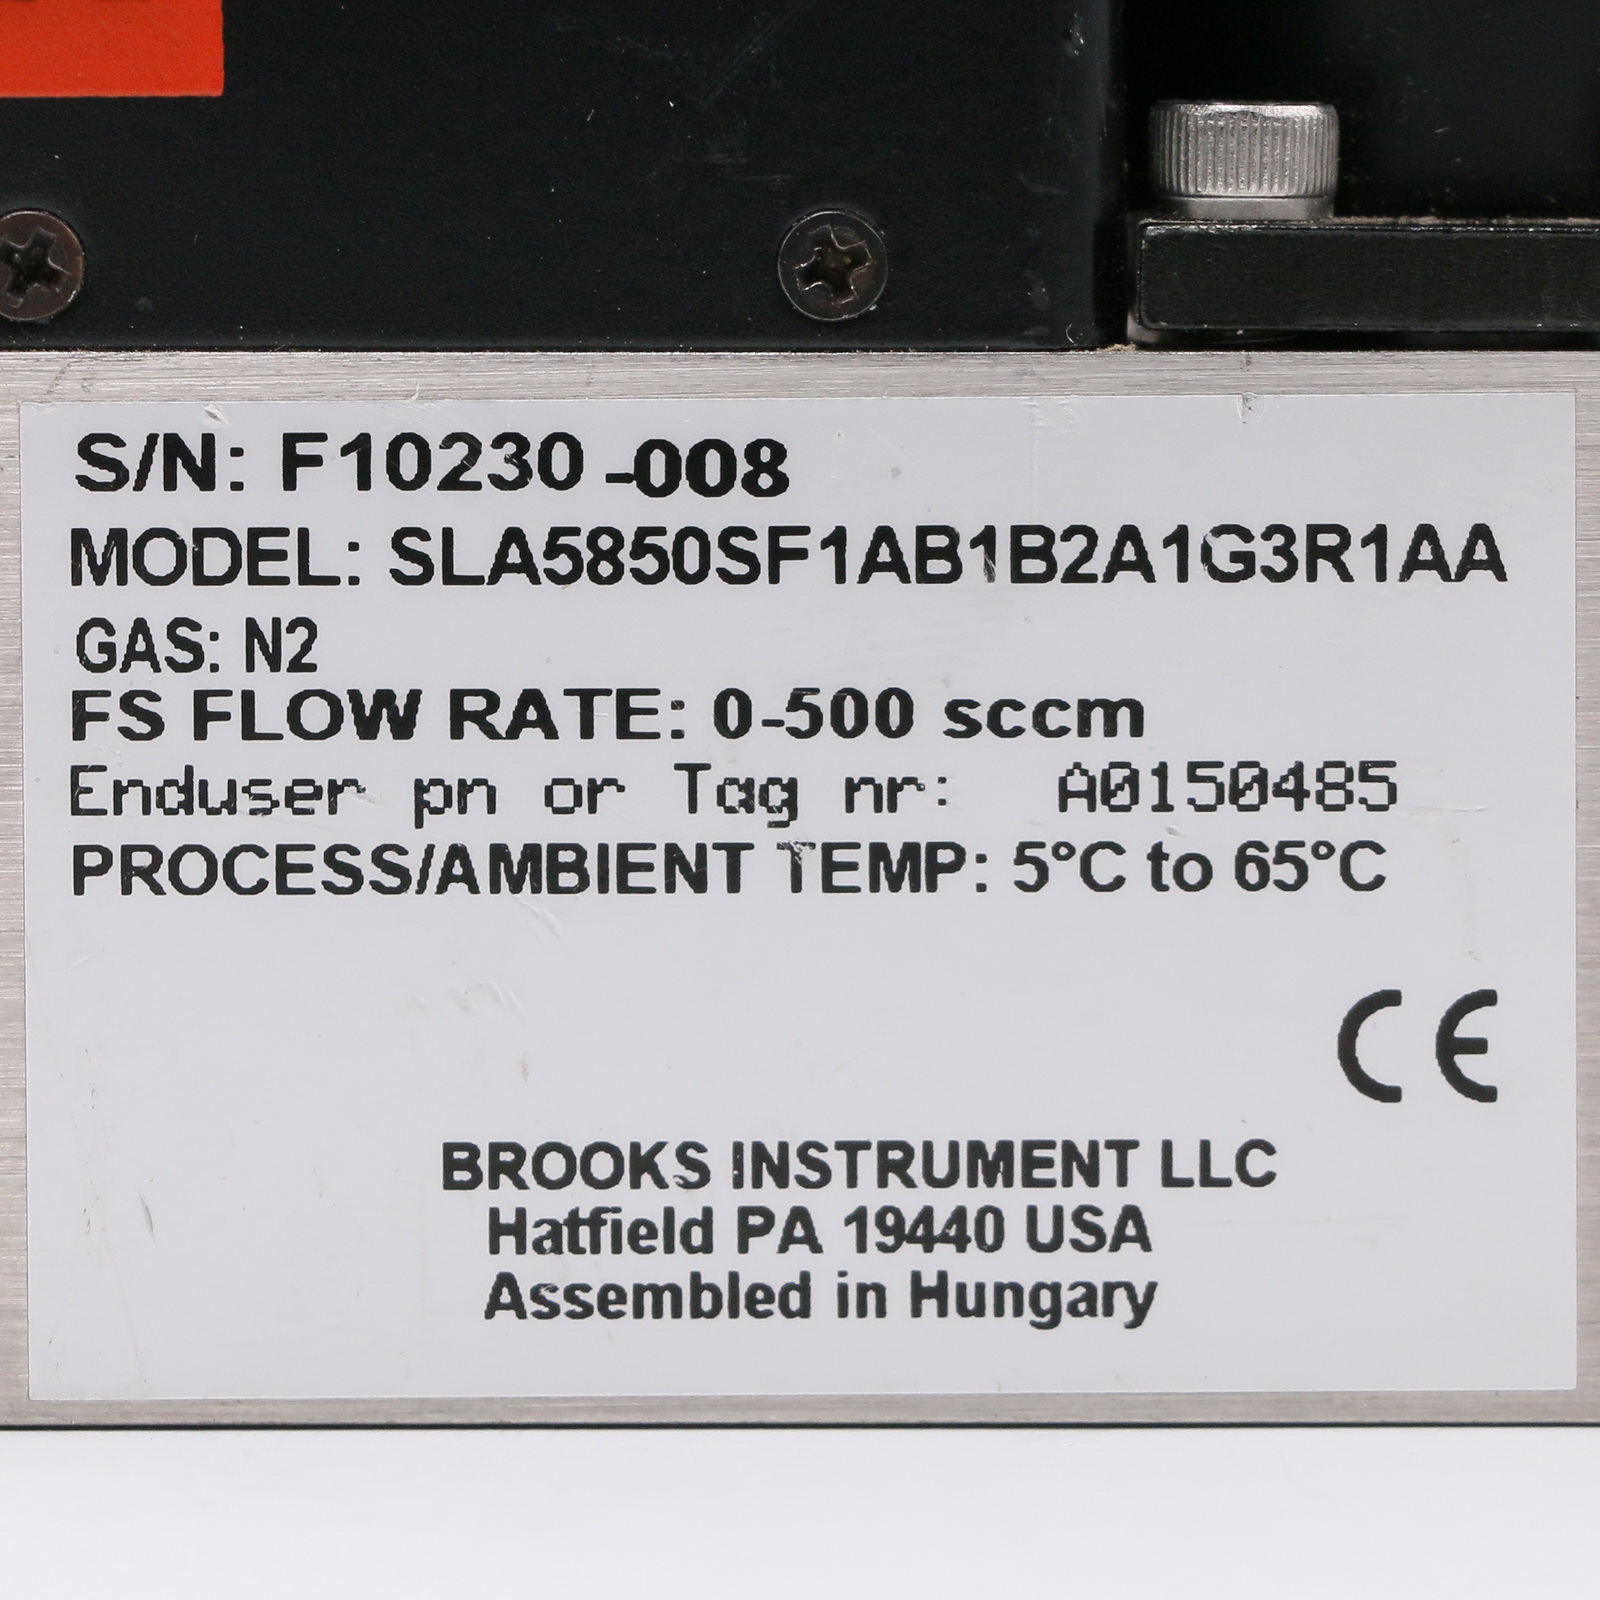 S/N: F10230 -008
MODEL: SLA5850SF1AB1B2A1G3R1AA
GAS: N2
FS FLOW RATE: 0-500 sccm
Enduser pn or Tag nr: A0150485
PROCESS/AMBIENT TEMP: 5°C to 65°C
CE
BROOKS INSTRUMENT LLC
Hatfield PA 19440 USA
Assembled in Hungary